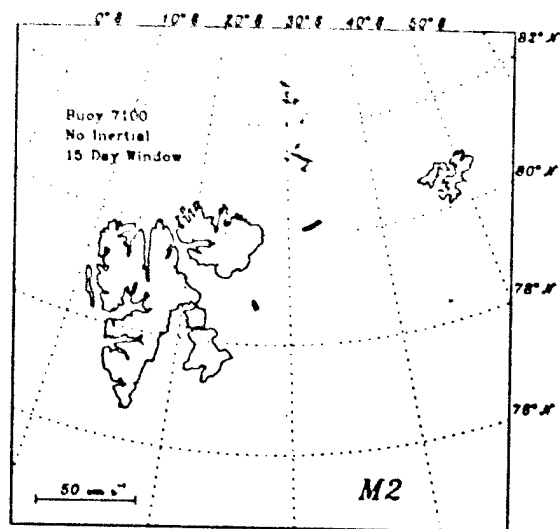 0° E 10° E 20° E 30° E 40° E 50° E
82° N
Buoy 7100
No Inertial
15 Day Window
80° N
78° N
76° N
50 cm s⁻¹
M2